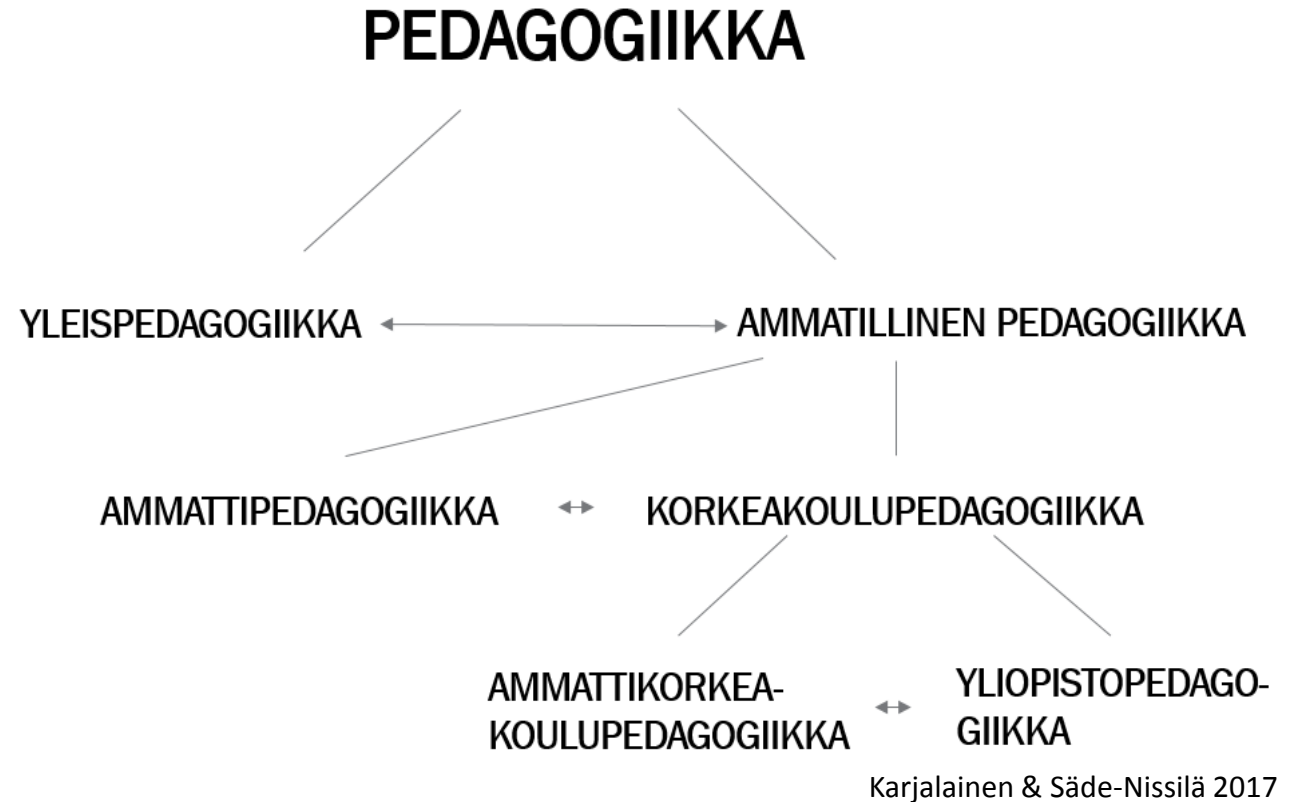 PEDAGOGIIKKA
YLEISPEDAGOGIIKKA
AMMATILLINEN PEDAGOGIIKKA
AMMATTIPEDAGOGIIKKA
KORKEAKOULUPEDAGOGIIKKA
AMMATTIKORKEA-
KOULUPEDAGOGIIKKA
YLIOPISTOPEDAGO-
GIIKKA
Karjalainen & Säde-Nissilä 2017